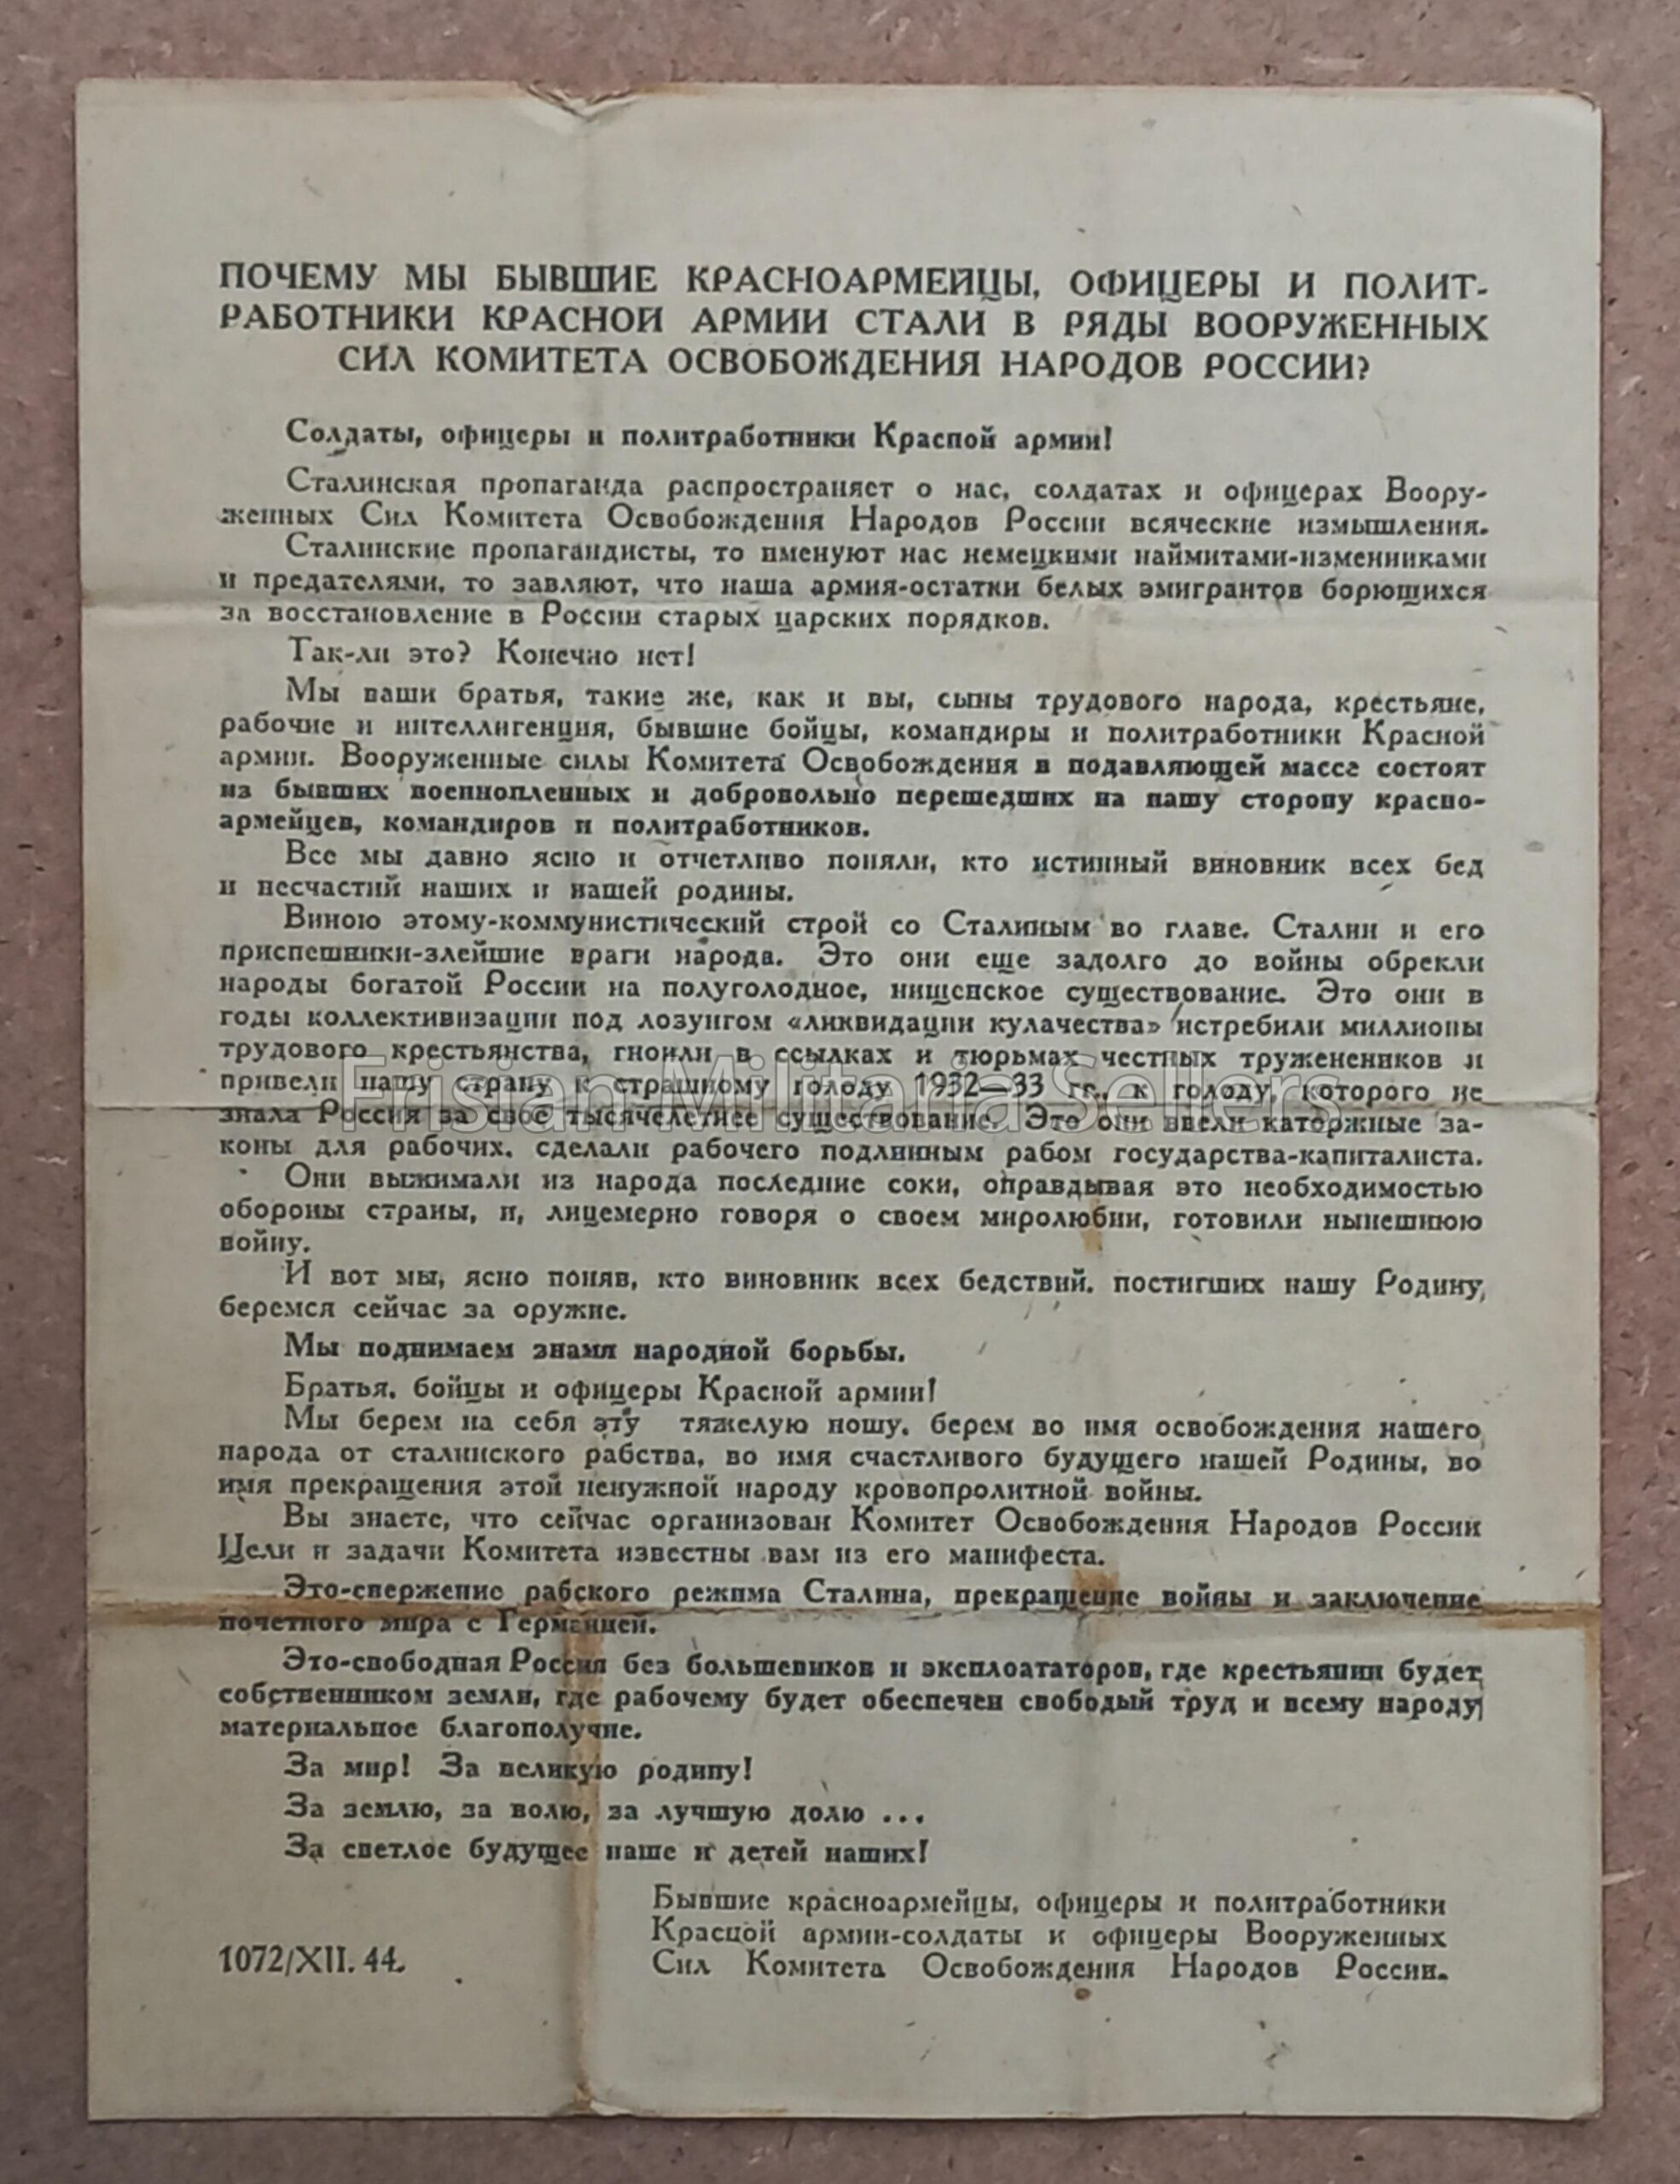 ПОЧЕМУ МЫ БЫВШИЕ КРАСНОАРМЕЙЦЫ, ОФИЦЕРЫ И ПОЛИТ-
РАБОТНИКИ КРАСНОЙ АРМИИ СТАЛИ В РЯДЫ ВООРУЖЕННЫХ
СИЛ КОМИТЕТА ОСВОБОЖДЕНИЯ НАРОДОВ РОССИИ?
Солдаты, офицеры и политработники Красной армии!
Сталинская пропаганда распространяет о нас, солдатах и офицерах Воору-
женных Сил Комитета Освобождения Народов России всяческие измышления.
Сталинские пропагандисты, то именуют нас немецкими наймитами-изменниками
и предателями, то завляют, что наша армия-остатки белых эмигрантов борющихся
за восстановление в России старых царских порядков.
Так-ли это? Конечно нет!
Мы ваши братья, такие же, как и вы, сыны трудового народа, крестьяне,
рабочие и интеллигенция, бывшие бойцы, командиры и политработники Красной
армии. Вооруженные силы Комитета Освобождения в подавляющей массе состоят
из бывших военнопленных и добровольно перешедших на нашу сторону красно-
армейцев, командиров и политработников.
Все мы давно ясно и отчетливо поняли, кто истинный виновник всех бед
и несчастий наших и нашей родины.
Виною этому-коммунистический строй со Сталиным во главе. Сталин и его
приспешники-злейшие враги народа. Это они еще задолго до войны обрекли
народы богатой России на полуголодное, нищенское существование. Это они в
годы коллективизации под лозунгом «ликвидации кулачества» истребили миллионы
трудового крестьянства, гноили в ссылках и тюрьмах честных тружениников и
привели нашу страну к страшному голоду 1932—33 гг., к голоду, которого не
знала Россия за свое тысячелетнее существование. Это они ввели каторжные за-
коны для рабочих, сделали рабочего подлинным рабом государства-капиталиста.
Они выжимали из народа последние соки, оправдывая это необходимостью
обороны страны, и, лицемерно говоря о своем миролюбии, готовили нынешнюю
войну.
И вот мы, ясно поняв, кто виновник всех бедствий, постигших нашу Родину,
беремся сейчас за оружие.
Мы поднимаем знамя народной борьбы.
Братья, бойцы и офицеры Красной армии!
Мы берем на себя эту тяжелую ношу, берем во имя освобождения нашего
народа от сталинского рабства, во имя счастливого будущего нашей Родины, во
имя прекращения этой ненужной народу кровопролитной войны.
Вы знаете, что сейчас организован Комитет Освобождения Народов России
Цели и задачи Комитета известны вам из его манифеста.
Это-свержение рабского режима Сталина, прекращение войны и заключение
почетного мира с Германией.
Это-свободная Россия без большевиков и эксплоататоров, где крестьянин будет
собственником земли, где рабочему будет обеспечен свободый труд и всему народу
материальное благополучие.
За мир! За великую родину!
За землю, за волю, за лучшую долю ...
За светлое будущее наше и детей наших!
Бывшие красноармейцы, офицеры и политработники
Красной армии-солдаты и офицеры Вооруженных
Сил Комитета Освобождения Народов России.
1072/XII. 44.
Frisian Militaria Sellers